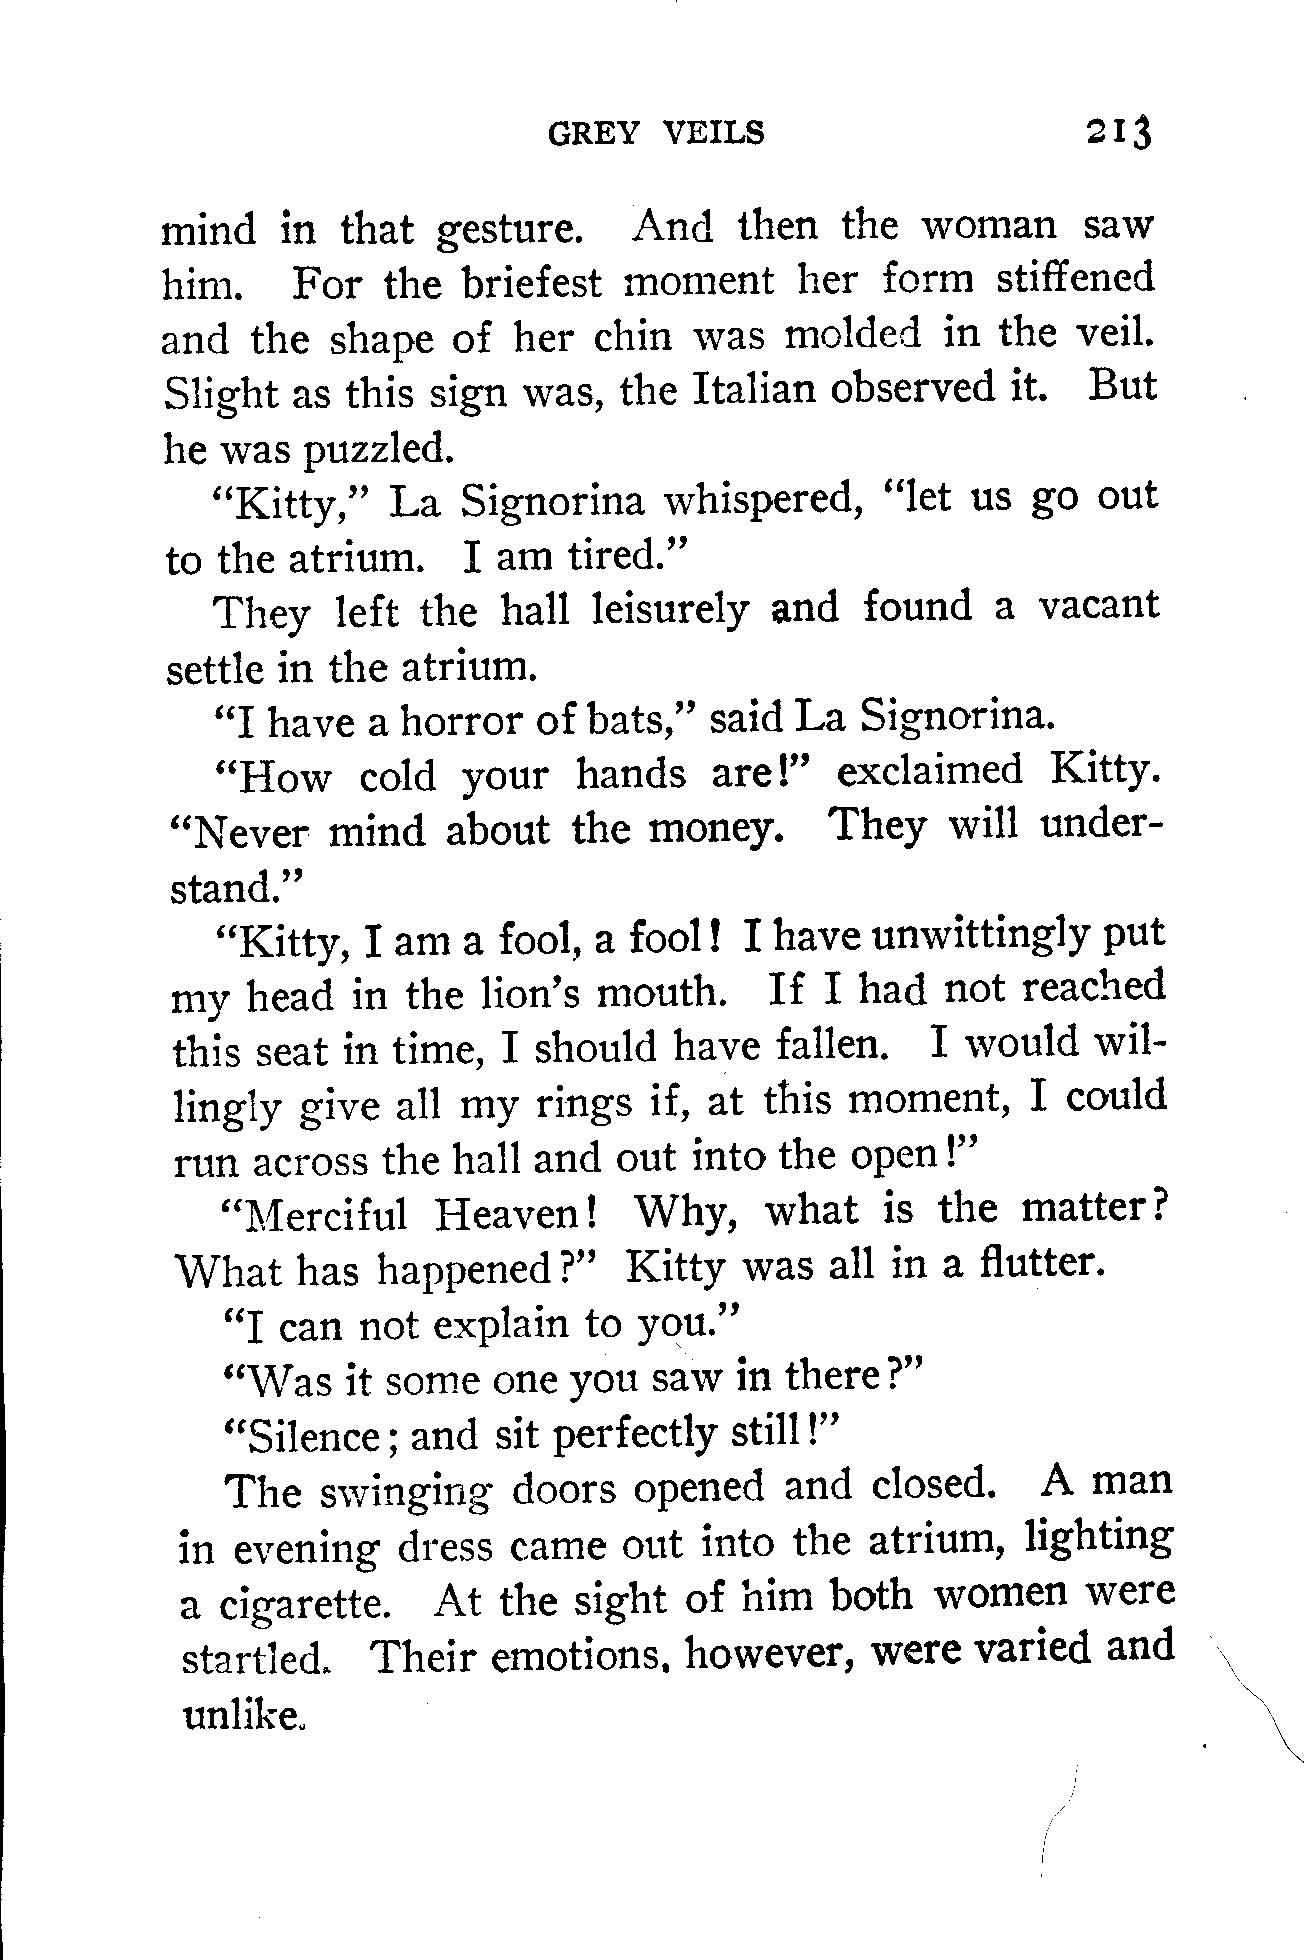 GREY VEILS 213
mind in that gesture. And then the woman saw
him. For the briefest moment her form stiffened
and the shape of her chin was molded in the veil.
Slight as this sign was, the Italian observed it. But
he was puzzled.
“Kitty,” La Signorina whispered, “let us go out
to the atrium. I am tired.”
They left the hall leisurely and found a vacant
settle in the atrium.
“I have a horror of bats,” said La Signorina.
“How cold your hands are!” exclaimed Kitty.
“Never mind about the money. They will under-
stand.”
“Kitty, I am a fool, a fool! I have unwittingly put
my head in the lion’s mouth. If I had not reached
this seat in time, I should have fallen. I would wil-
lingly give all my rings if, at this moment, I could
run across the hall and out into the open!”
“Merciful Heaven! Why, what is the matter?
What has happened?” Kitty was all in a flutter.
“I can not explain to you.”
“Was it some one you saw in there?”
“Silence; and sit perfectly still!”
The swinging doors opened and closed. A man
in evening dress came out into the atrium, lighting
a cigarette. At the sight of him both women were
startled. Their emotions, however, were varied and
unlike.